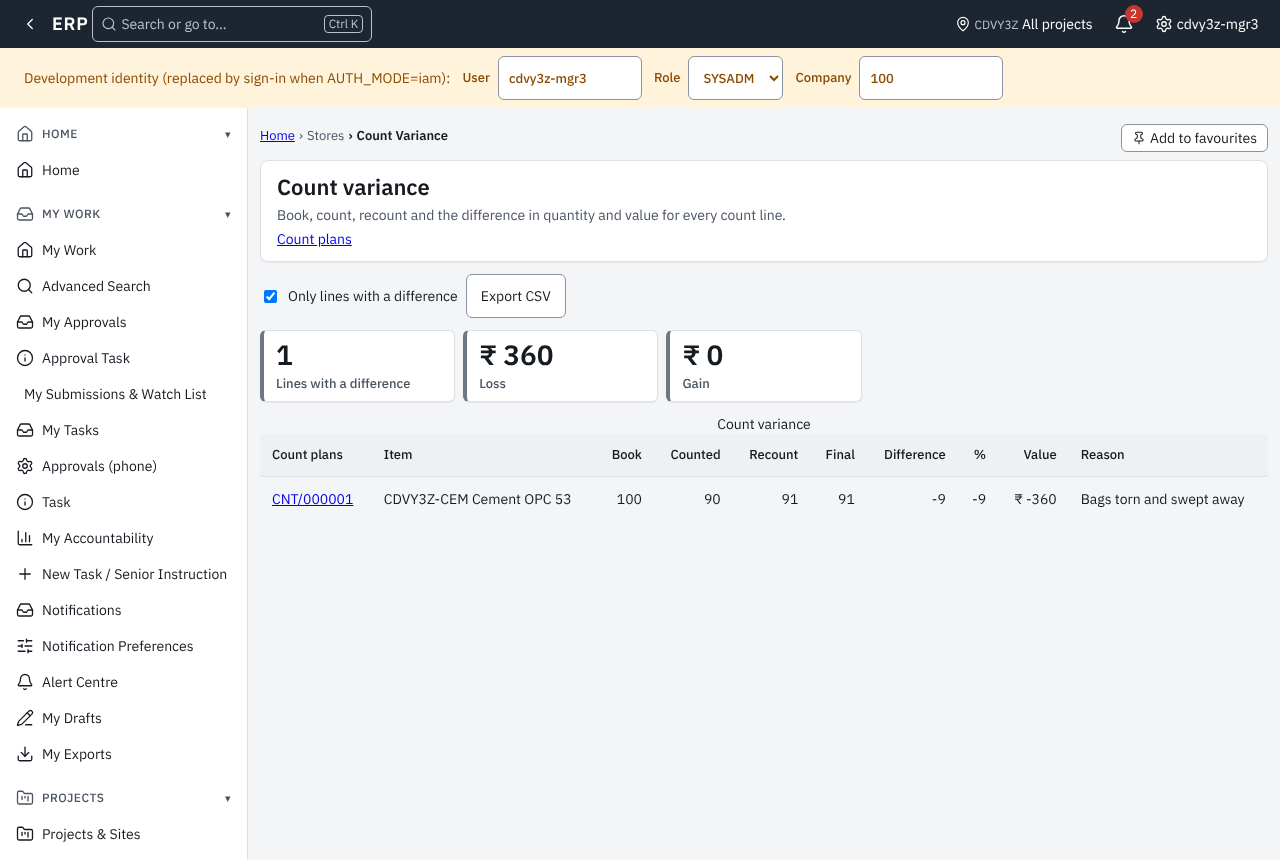 ERP
Search or go to...
Ctrl K
CDVY3Z All projects
2
cdvy3z-mgr3
Development identity (replaced by sign-in when AUTH_MODE=iam): User cdvy3z-mgr3 Role SYSADM Company 100
HOME
Home
MY WORK
My Work
Advanced Search
My Approvals
Approval Task
My Submissions & Watch List
My Tasks
Approvals (phone)
Task
My Accountability
New Task / Senior Instruction
Notifications
Notification Preferences
Alert Centre
My Drafts
My Exports
PROJECTS
Projects & Sites
Home › Stores › Count Variance
Add to favourites
Count variance
Book, count, recount and the difference in quantity and value for every count line.
Count plans
Only lines with a difference
Export CSV
1
Lines with a difference
₹ 360
Loss
₹ 0
Gain
Count variance
Count plans Item Book Counted Recount Final Difference % Value Reason
CNT/000001 CDVY3Z-CEM Cement OPC 53 100 90 91 91 -9 -9 ₹ -360 Bags torn and swept away